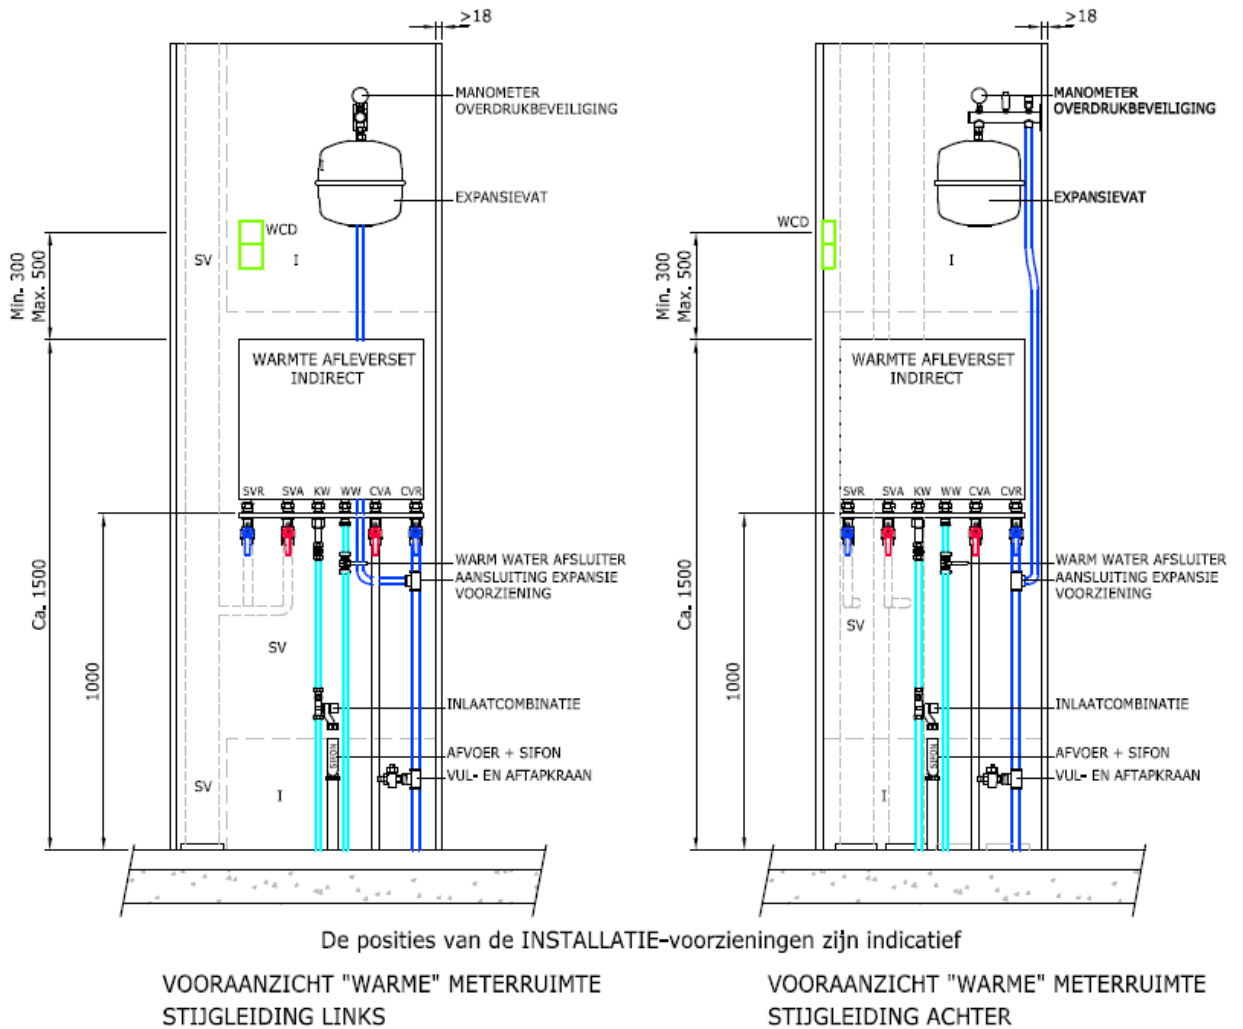 >18
MANOMETER
OVERDRUKBEVEILIGING
I
EXPANSIEVAT
WCD
SV
I
Min. 300
Max. 500
WARMTE AFLEVERSET
INDIRECT
SVR SVA KW WW CVA CVR
WARM WATER AFSLUITER
AANSLUITING EXPANSIE
VOORZIENING
Ca. 1500
SV
1000
INLAATCOMBINATIE
SIFON
AFVOER + SIFON
VUL- EN AFTAPKRAAN
SV
I
>18
MANOMETER
OVERDRUKBEVEILIGING
EXPANSIEVAT
WCD
I
Min. 300
Max. 500
WARMTE AFLEVERSET
INDIRECT
SVR SVA KW WW CVA CVR
WARM WATER AFSLUITER
AANSLUITING EXPANSIE
VOORZIENING
Ca. 1500
SV
1000
INLAATCOMBINATIE
SIFON
AFVOER + SIFON
VUL- EN AFTAPKRAAN
I
De posities van de INSTALLATIE-voorzieningen zijn indicatief
VOORAANZICHT "WARME" METERRUIMTE
STIJGLEIDING LINKS
VOORAANZICHT "WARME" METERRUIMTE
STIJGLEIDING ACHTER